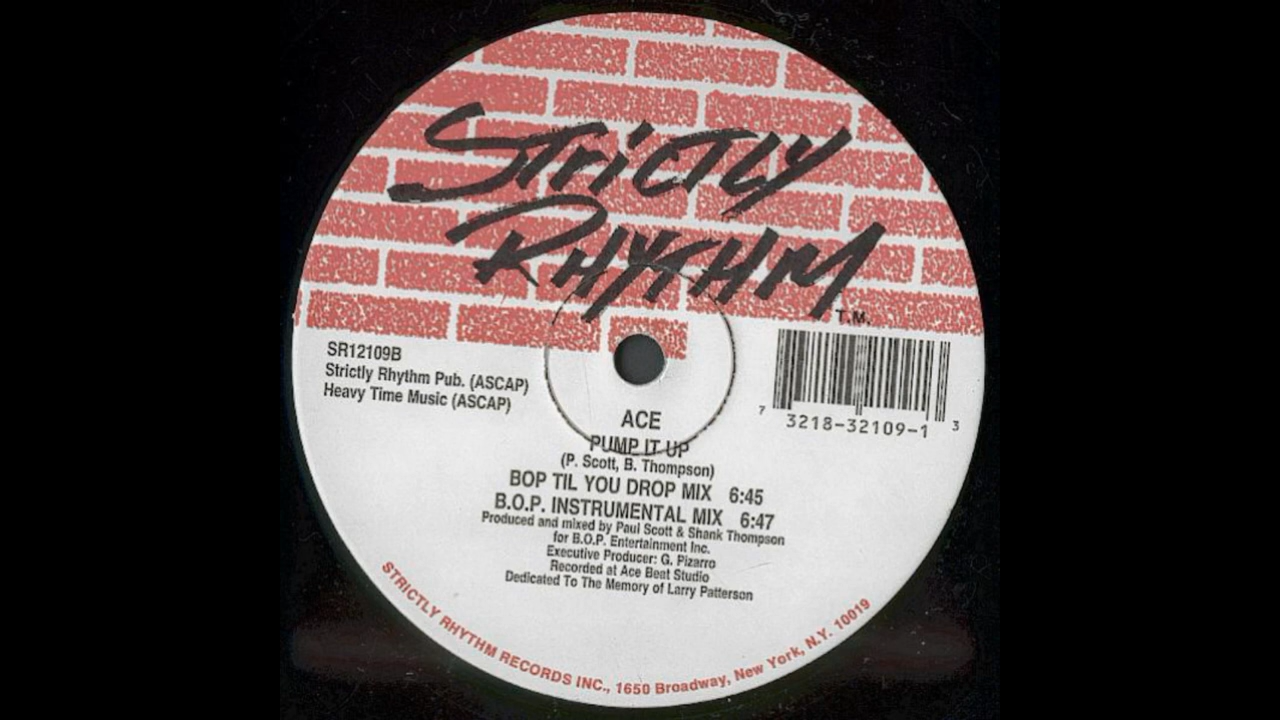 STRICTLY
RHYTHM
T.M.
SR12109B
Strictly Rhythm Pub. (ASCAP)
Heavy Time Music (ASCAP)
7 3218-32109-1 3
ACE
PUMP IT UP
(P. Scott, B. Thompson)
BOP TIL YOU DROP MIX 6:45
B.O.P. INSTRUMENTAL MIX 6:47
Produced and mixed by Paul Scott & Shank Thompson
for B.O.P. Entertainment Inc.
Executive Producer: G. Pizarro
Recorded at Ace Beat Studio
Dedicated To The Memory of Larry Patterson
STRICTLY RHYTHM RECORDS INC., 1650 Broadway, New York, N.Y. 10019